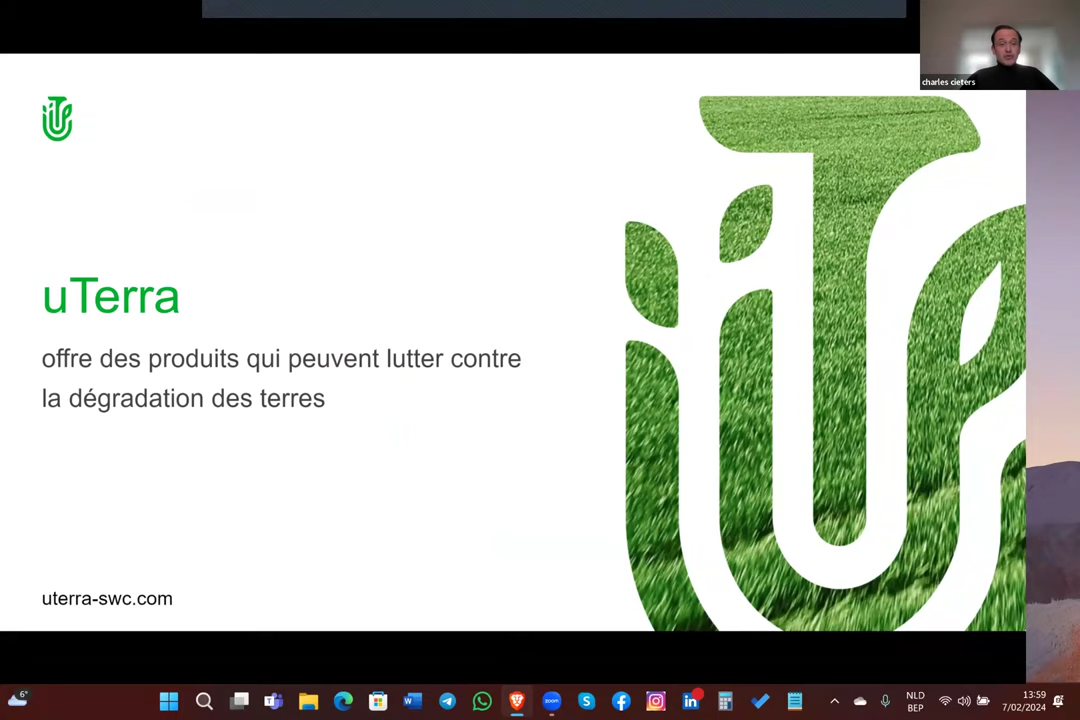 charles cieters
uTerra
offre des produits qui peuvent lutter contre
la dégradation des terres
uterra-swc.com
6°
NLD
BEP
13:59
7/02/2024